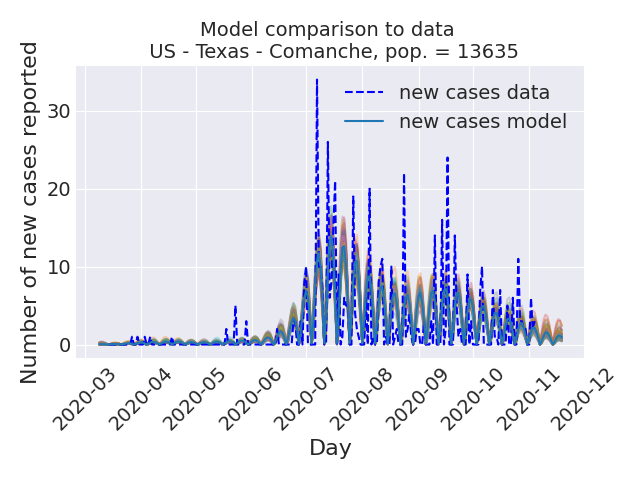 Model comparison to data
US - Texas - Comanche, pop. = 13635
Number of new cases reported
30
20
10
0
new cases data
new cases model
2020-03
2020-04
2020-05
2020-06
2020-07
2020-08
2020-09
2020-10
2020-11
2020-12
Day